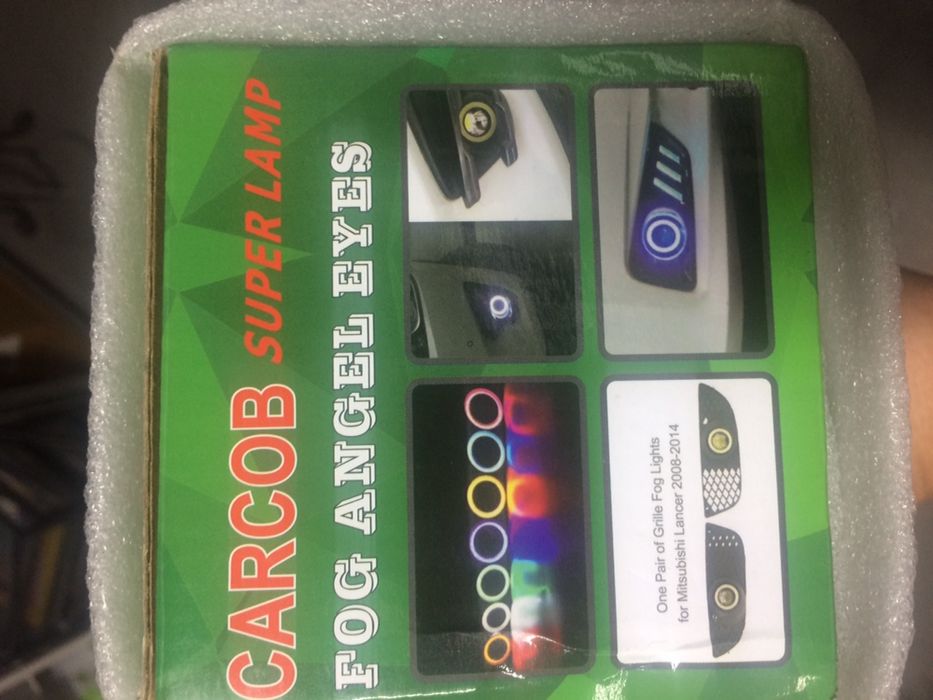 CARCOB SUPER LAMP
FOG ANGEL EYES
One Pair of Grille Fog Lights
for Mitsubishi Lancer 2008-2014